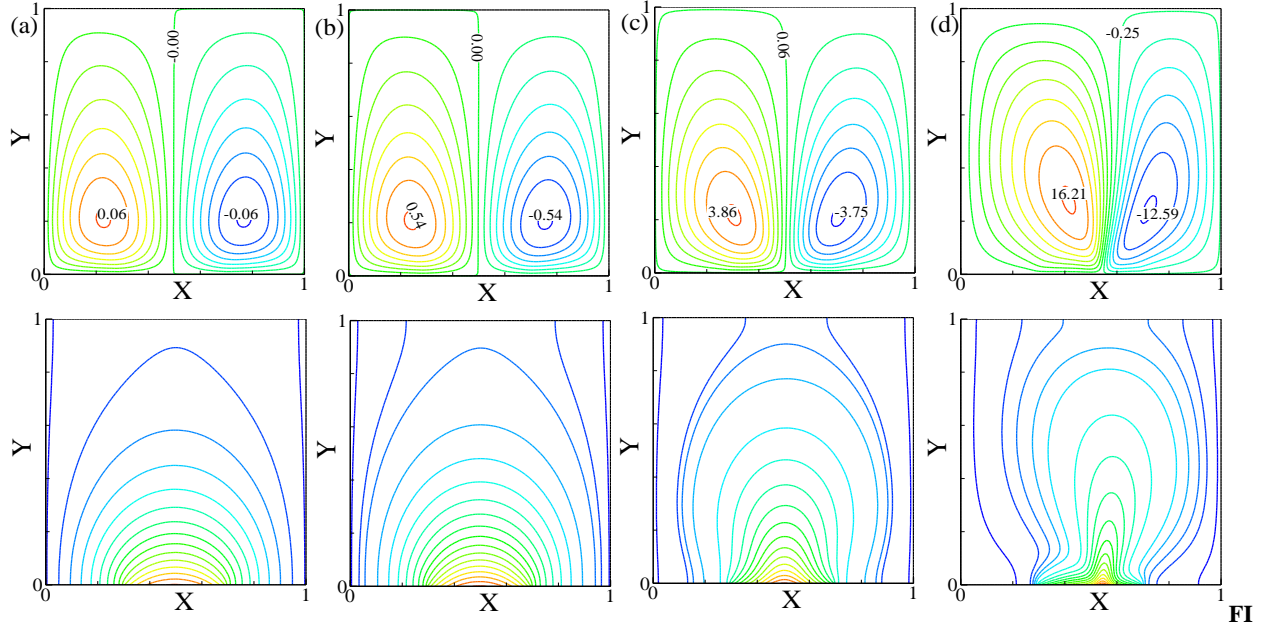 (a) 1 -0.00 0.06 -0.06 Y 0 0 X 1
(b) 1 0.00 0.54 -0.54 Y 0 0 X 1
(c) 1 0.06 3.86 -3.75 Y 0 0 X 1
(d) 1 -0.25 16.21 -12.59 Y 0 0 X 1
1 Y 0 0 X 1
1 Y 0 0 X 1
1 Y 0 0 X 1
1 Y 0 0 X 1
FI